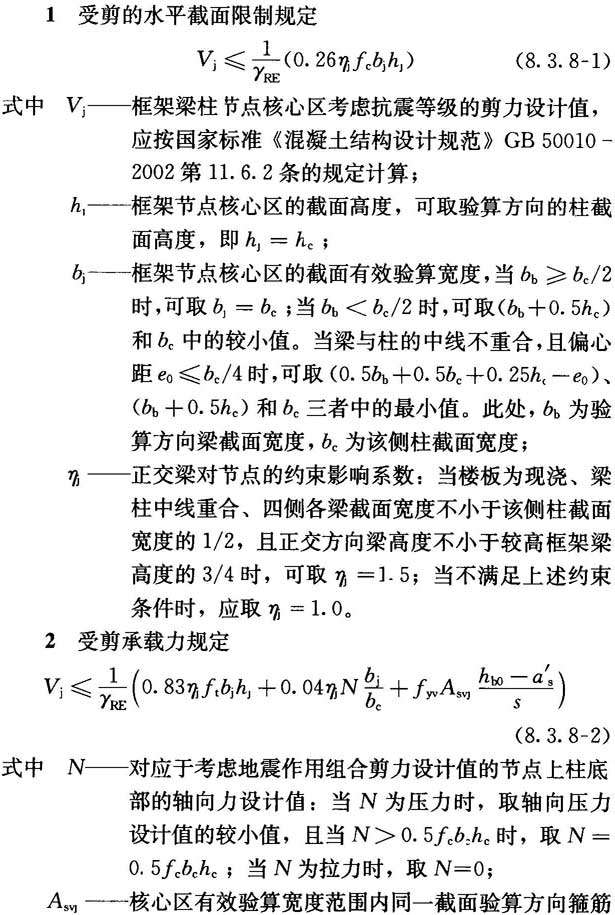 1 受剪的水平截面限制规定
V_j ≤ \frac{1}{γ_{RE}}(0.26η_j f_c b_j h_j) (8.3.8-1)
式中 V_j——框架梁柱节点核心区考虑抗震等级的剪力设计值，
应按国家标准《混凝土结构设计规范》GB 50010-
2002 第 11.6.2 条的规定计算；
h_j——框架节点核心区的截面高度，可取验算方向的柱截
面高度，即 h_j = h_c；
b_j——框架节点核心区的截面有效验算宽度，当 b_b ≥ b_c/2
时，可取 b_j = b_c；当 b_b < b_c/2 时，可取(b_b+0.5h_c)
和 b_c 中的较小值。当梁与柱的中线不重合，且偏心
距 e_0 ≤ b_c/4 时，可取(0.5b_b+0.5b_c+0.25h_c-e_0)、
(b_b+0.5h_c)和 b_c 三者中的最小值。此处，b_b 为验
算方向梁截面宽度，b_c 为该侧柱截面宽度；
η_j——正交梁对节点的约束影响系数：当楼板为现浇、梁
柱中线重合、四侧各梁截面宽度不小于该侧柱截面
宽度的 1/2，且正交方向梁高度不小于较高框架梁
高度的 3/4 时，可取 η_j =1.5；当不满足上述约束
条件时，应取 η_j =1.0。
2 受剪承载力规定
V_j ≤ \frac{1}{γ_{RE}}(0.83η_j f_t b_j h_j + 0.04η_j N \frac{b_j}{b_c} + f_{yv} A_{svj} \frac{h_{b0} - a'_s}{s})
(8.3.8-2)
式中 N——对应于考虑地震作用组合剪力设计值的节点上柱底
部的轴向力设计值：当 N 为压力时，取轴向压力
设计值的较小值，且当 N>0.5f_c b_c h_c 时，取 N =
0.5f_c b_c h_c；当 N 为拉力时，取 N=0；
A_{svj}——核心区有效验算宽度范围内同一截面验算方向箍筋